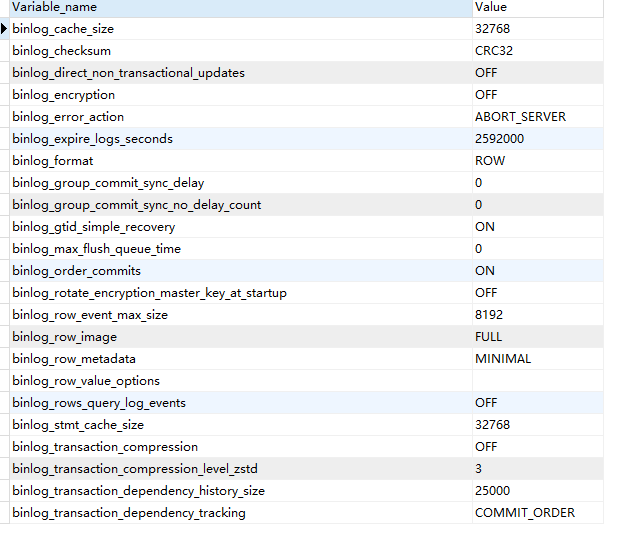 Variable_name Value
binlog_cache_size 32768
binlog_checksum CRC32
binlog_direct_non_transactional_updates OFF
binlog_encryption OFF
binlog_error_action ABORT_SERVER
binlog_expire_logs_seconds 2592000
binlog_format ROW
binlog_group_commit_sync_delay 0
binlog_group_commit_sync_no_delay_count 0
binlog_gtid_simple_recovery ON
binlog_max_flush_queue_time 0
binlog_order_commits ON
binlog_rotate_encryption_master_key_at_startup OFF
binlog_row_event_max_size 8192
binlog_row_image FULL
binlog_row_metadata MINIMAL
binlog_row_value_options
binlog_rows_query_log_events OFF
binlog_stmt_cache_size 32768
binlog_transaction_compression OFF
binlog_transaction_compression_level_zstd 3
binlog_transaction_dependency_history_size 25000
binlog_transaction_dependency_tracking COMMIT_ORDER